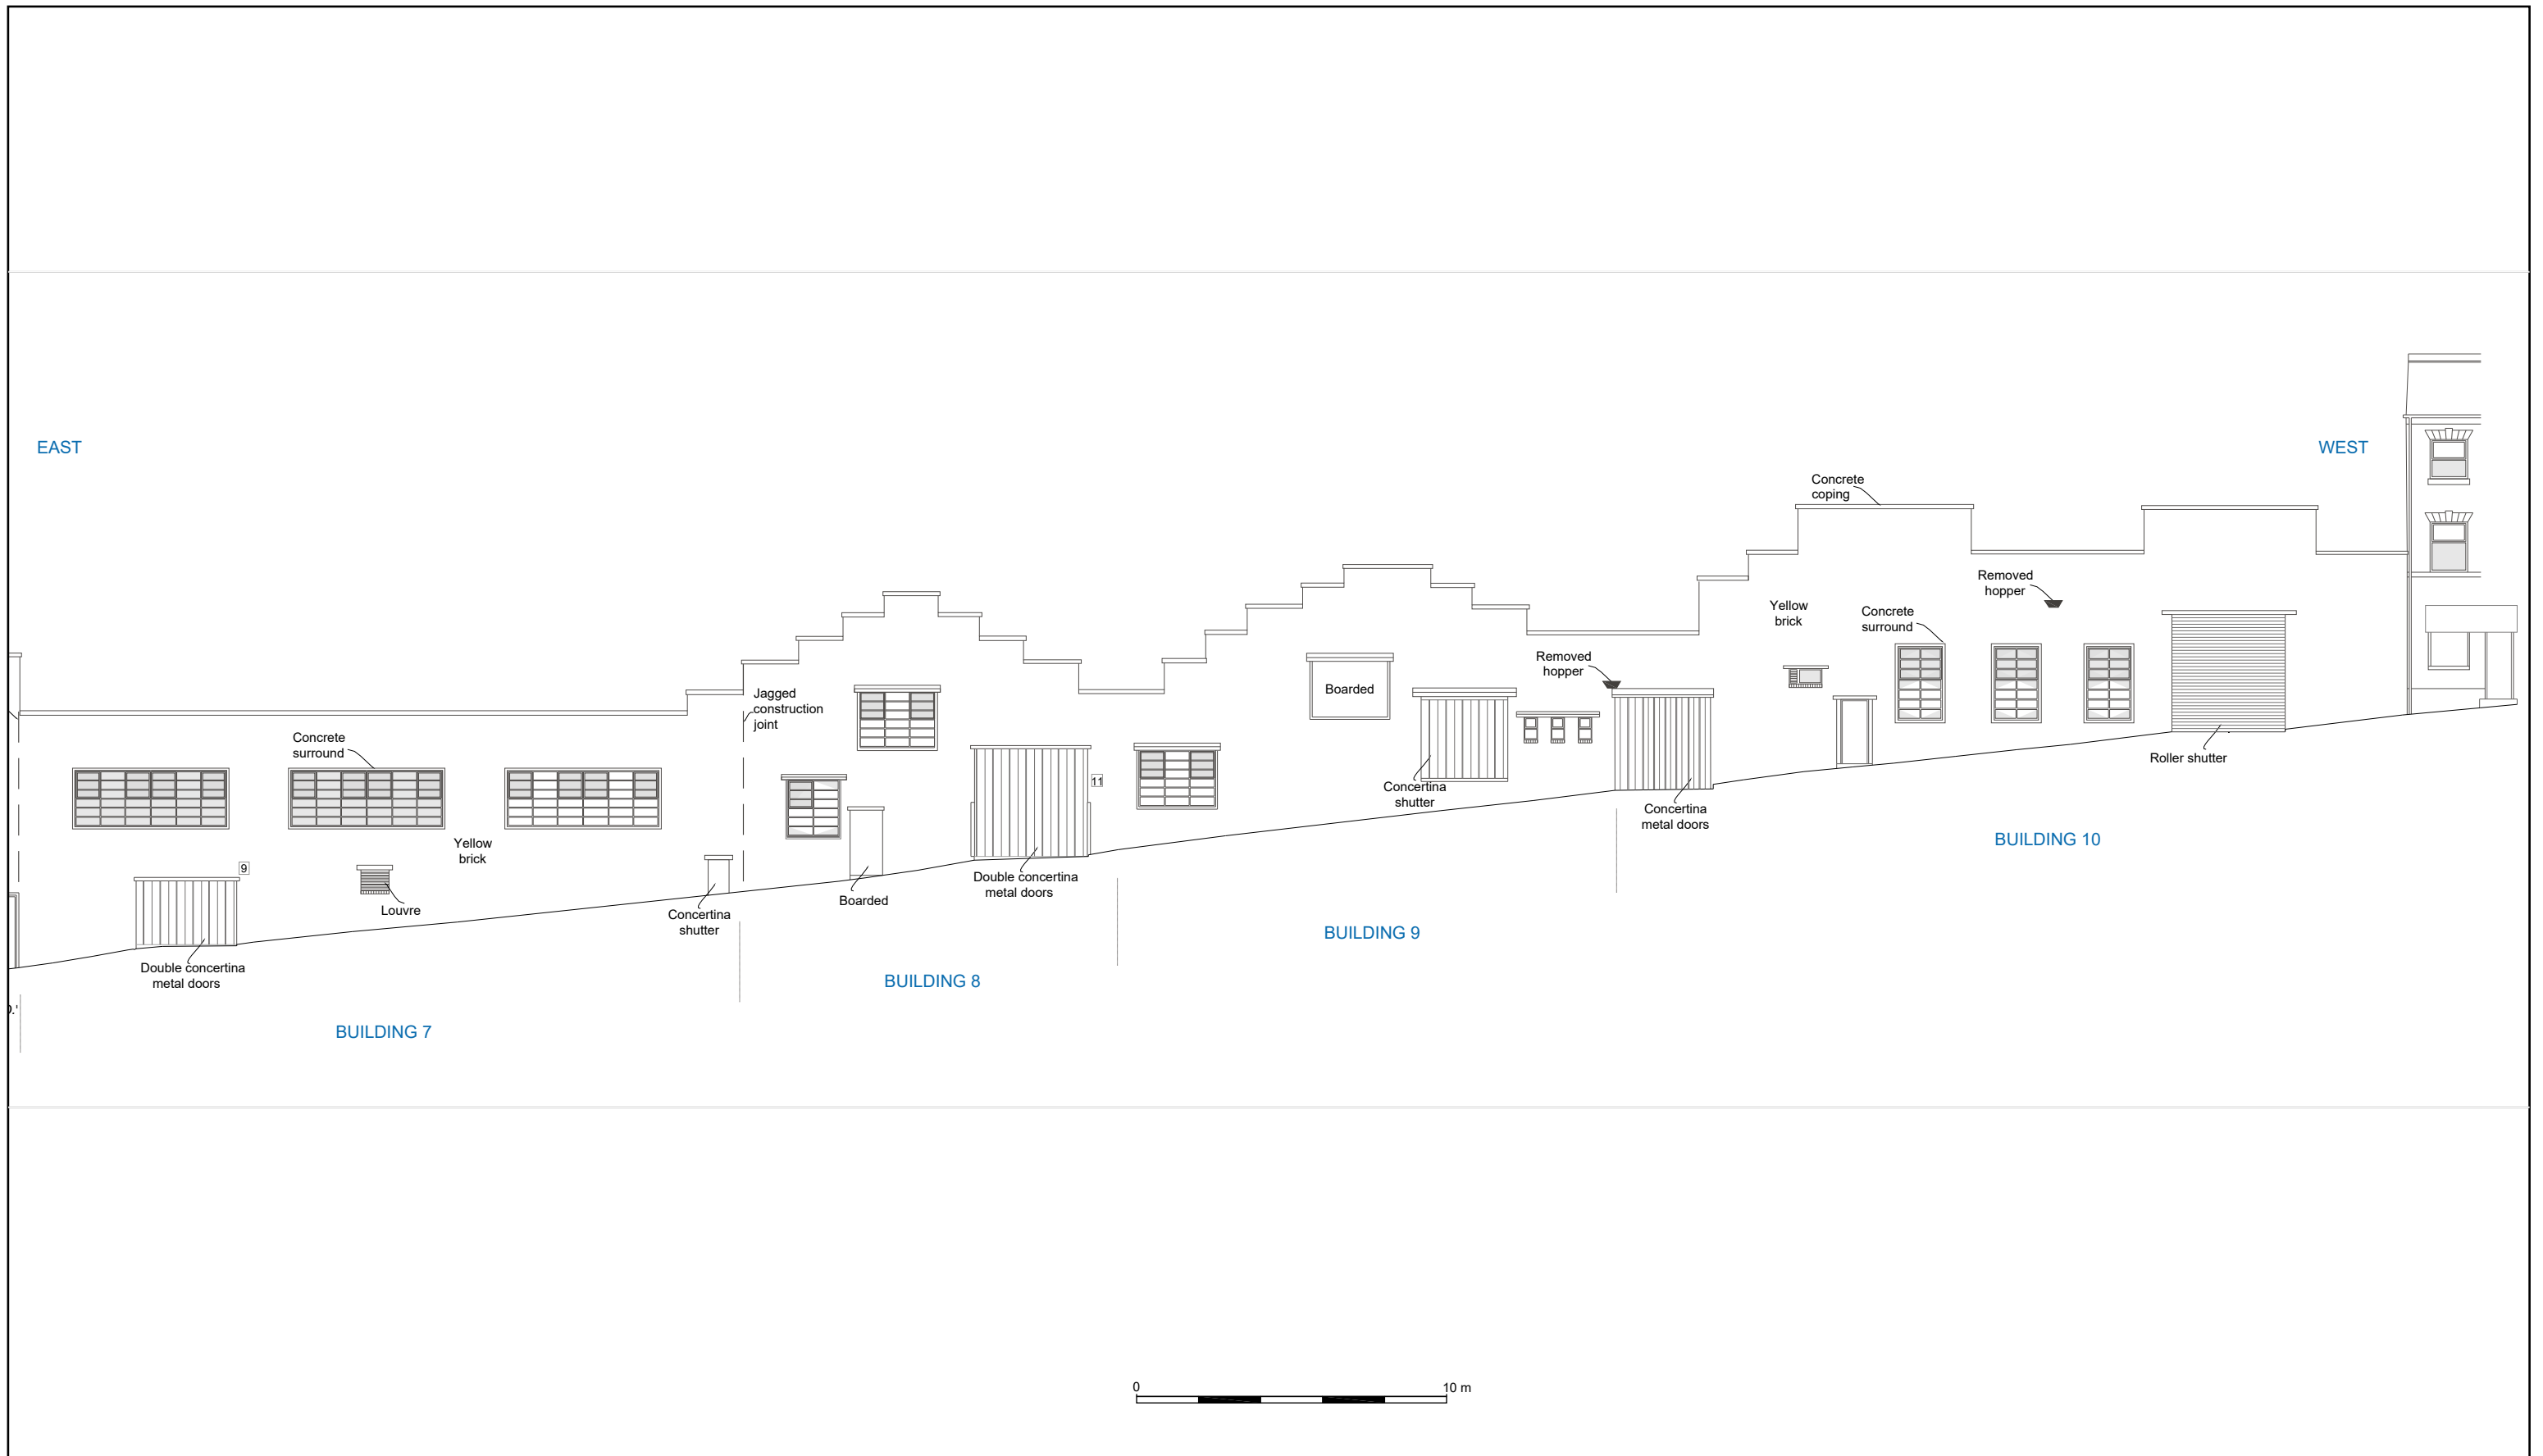 EAST
WEST
Concrete
coping
Removed
hopper
Yellow
brick
Concrete
surround
Removed
hopper
Boarded
Jagged
construction
joint
Concrete
surround
Roller shutter
11
Concertina
shutter
Concertina
metal doors
BUILDING 10
Yellow
brick
9
Double concertina
metal doors
Boarded
Louvre
Concertina
shutter
BUILDING 9
Double concertina
metal doors
BUILDING 8
BUILDING 7
0
10 m